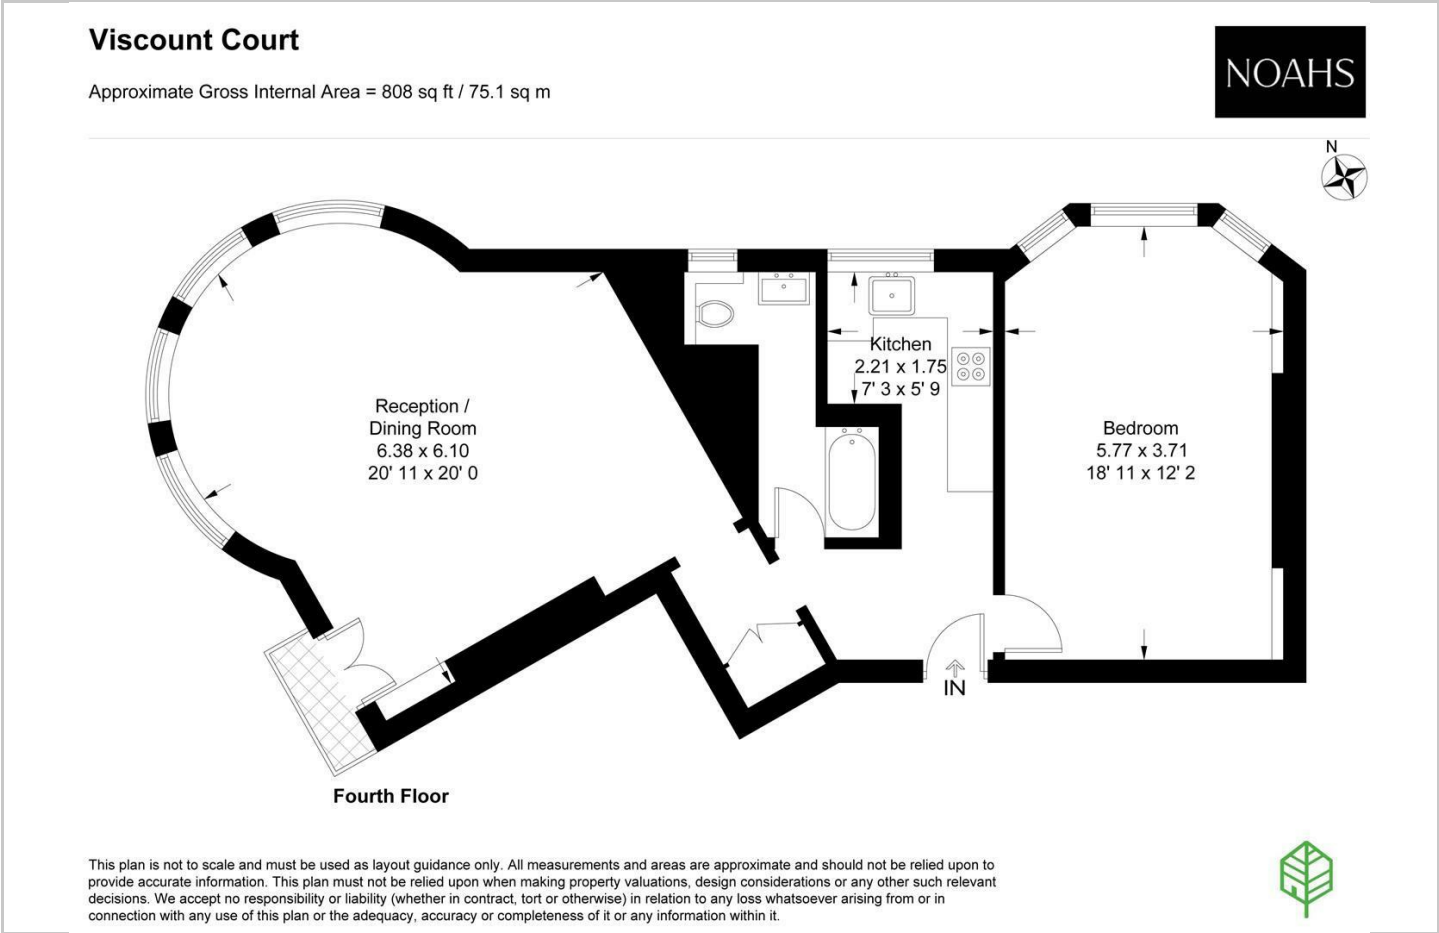 Viscount Court
Approximate Gross Internal Area = 808 sq ft / 75.1 sq m
NOAHS
N
Reception /
Dining Room
6.38 x 6.10
20' 11 x 20' 0
Kitchen
2.21 x 1.75
7' 3 x 5' 9
Bedroom
5.77 x 3.71
18' 11 x 12' 2
IN
Fourth Floor
This plan is not to scale and must be used as layout guidance only. All measurements and areas are approximate and should not be relied upon to
provide accurate information. This plan must not be relied upon when making property valuations, design considerations or any other such relevant
decisions. We accept no responsibility or liability (whether in contract, tort or otherwise) in relation to any loss whatsoever arising from or in
connection with any use of this plan or the adequacy, accuracy or completeness of it or any information within it.